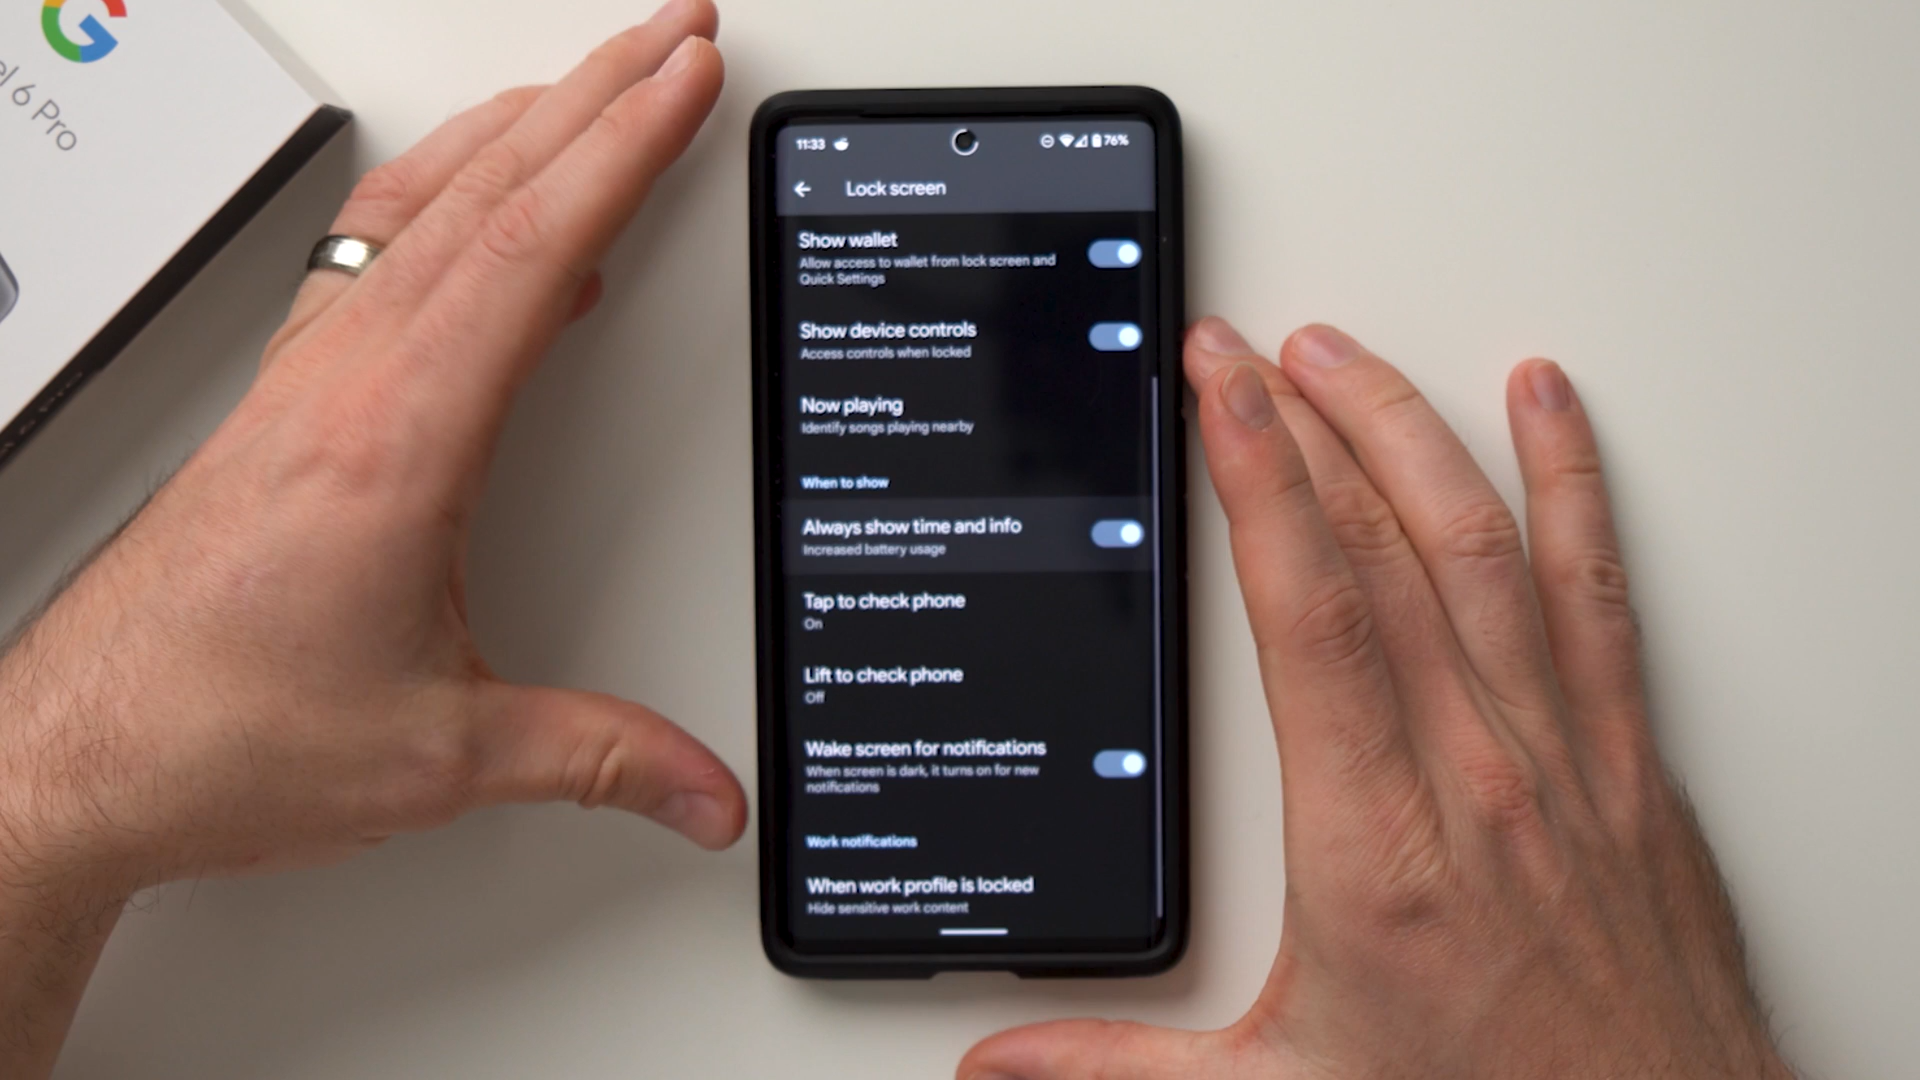 G
el 6 Pro
11:33
76%
Lock screen
Show wallet
Allow access to wallet from lock screen and
Quick Settings
Show device controls
Access controls when locked
Now playing
Identify songs playing nearby
When to show
Always show time and info
Increased battery usage
Tap to check phone
On
Lift to check phone
Off
Wake screen for notifications
When screen is dark, it turns on for new
notifications
Work notifications
When work profile is locked
Hide sensitive work content